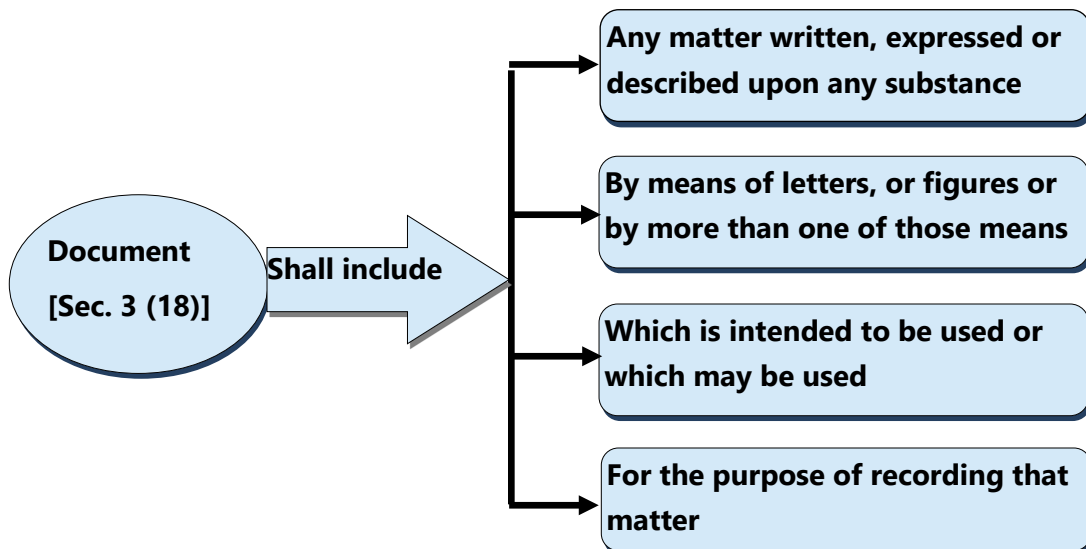 Document
[Sec. 3 (18)]
Shall include
Any matter written, expressed or
described upon any substance
By means of letters, or figures or
by more than one of those means
Which is intended to be used or
which may be used
For the purpose of recording that
matter